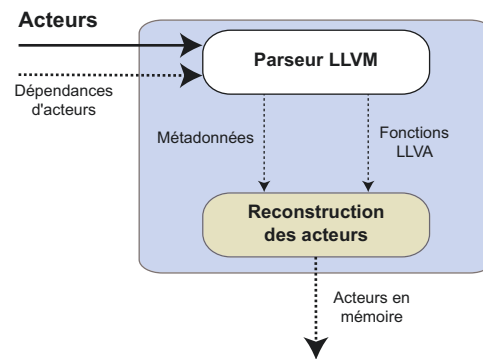 Acteurs
Parseur LLVM
Dépendances
d'acteurs
Métadonnées
Fonctions
LLVA
Reconstruction
des acteurs
Acteurs en
mémoire